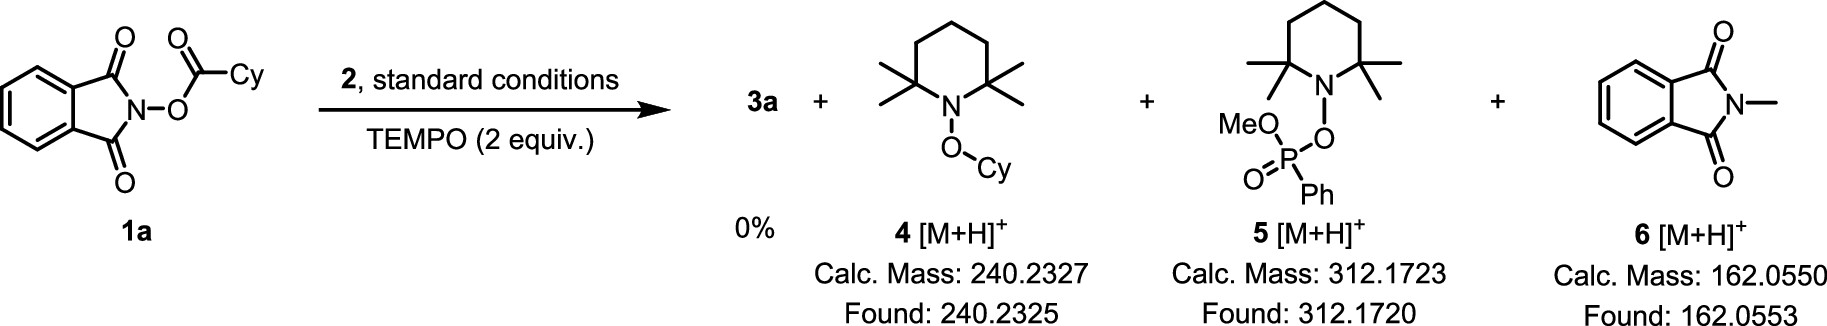 O O
N O Cy
O
1a
2, standard conditions
TEMPO (2 equiv.)
3a + + +
0%
N
O
Cy
4 [M+H]+
Calc. Mass: 240.2327
Found: 240.2325
N
MeO O
P
O Ph
5 [M+H]+
Calc. Mass: 312.1723
Found: 312.1720
O
N
O
6 [M+H]+
Calc. Mass: 162.0550
Found: 162.0553